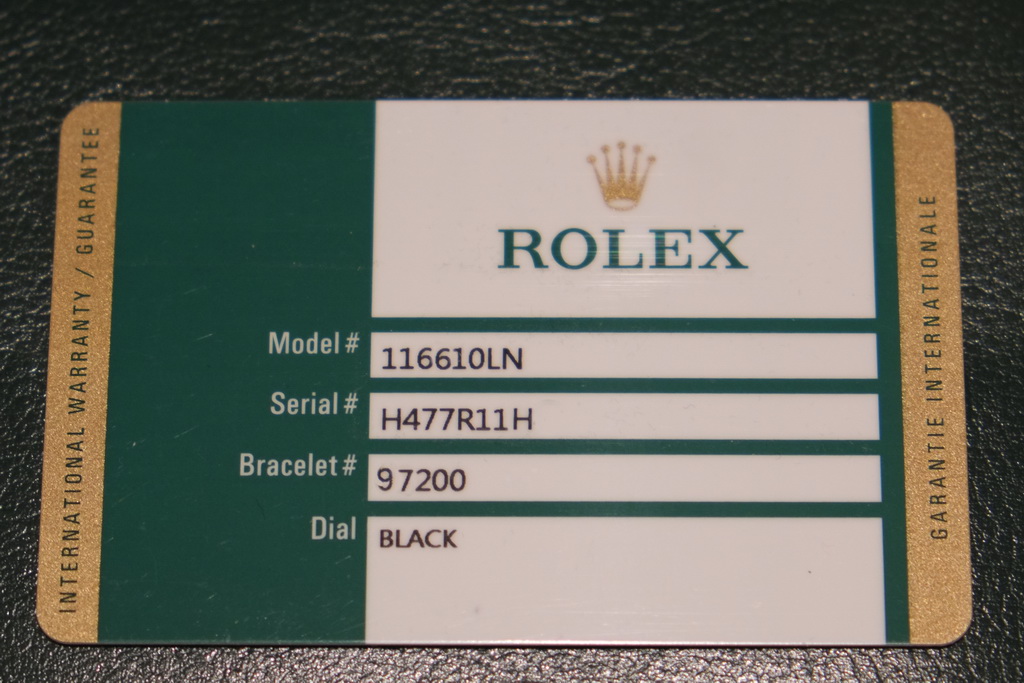 INTERNATIONAL WARRANTY / GUARANTEE
ROLEX
Model # 116610LN
Serial # H477R11H
Bracelet # 97200
Dial BLACK
GARANTIE INTERNATIONALE